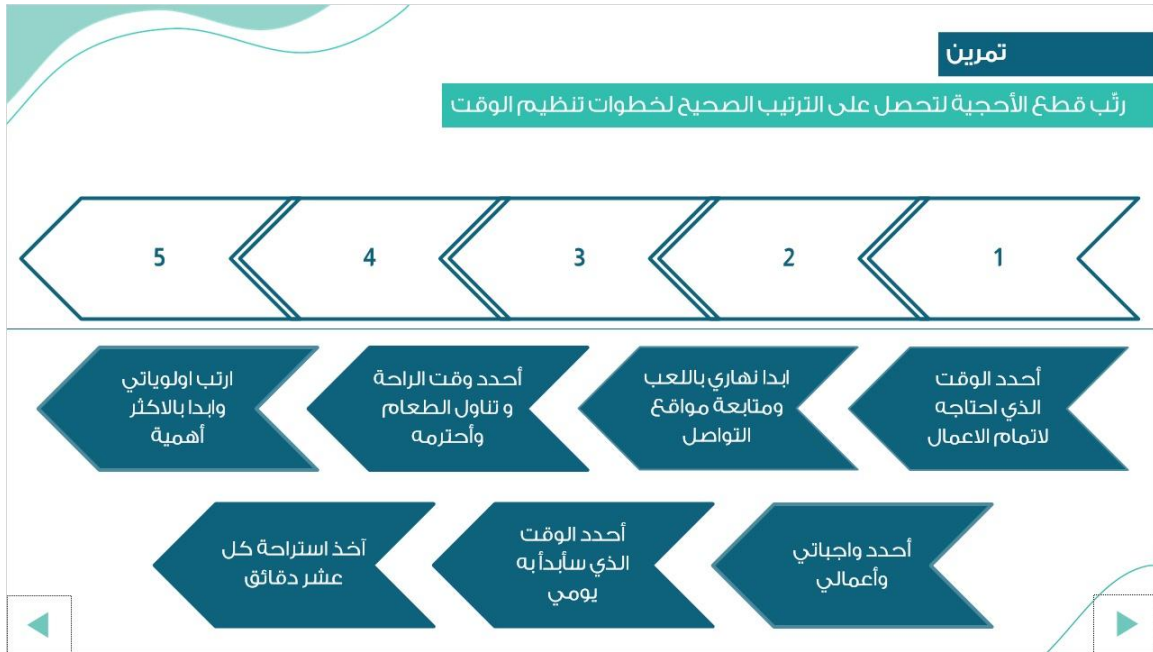 تمرين
رتّب قطع الأحجية لتحصل على الترتيب الصحيح لخطوات تنظيم الوقت
1
2
3
4
5
أحدد الوقت
الذي احتاجه
لاتمام الاعمال
ابدا نهاري باللعب
ومتابعة مواقع
التواصل
أحدد وقت الراحة
و تناول الطعام
وأحترمه
ارتب اولوياتي
وابدا بالاكثر
أهمية
أحدد واجباتي
وأعمالي
أحدد الوقت
الذي سأبدأ به
يومي
آخذ استراحة كل
عشر دقائق